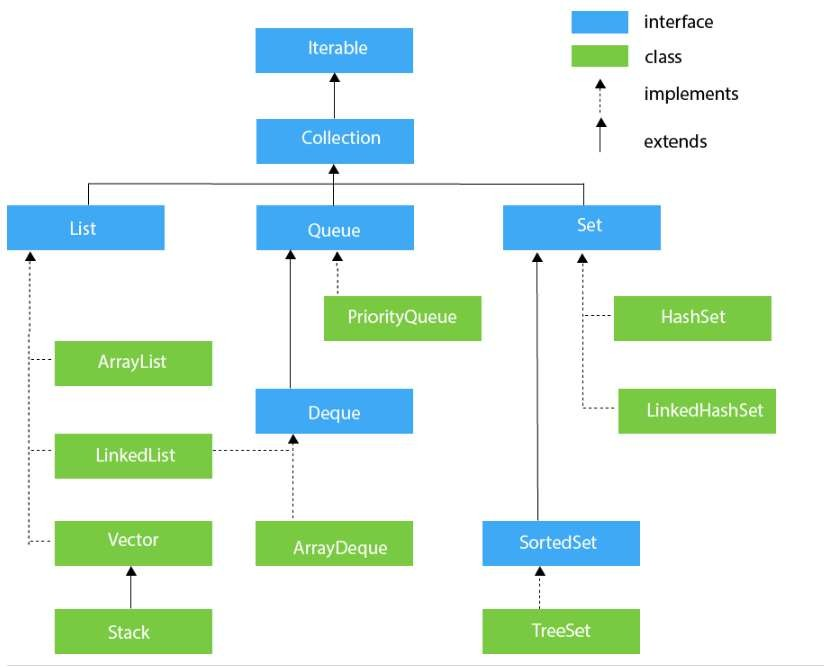 interface
Iterable
class
implements
Collection
extends
List
Queue
Set
PriorityQueue
HashSet
ArrayList
Deque
LinkedHashSet
LinkedList
Vector
ArrayDeque
SortedSet
Stack
TreeSet